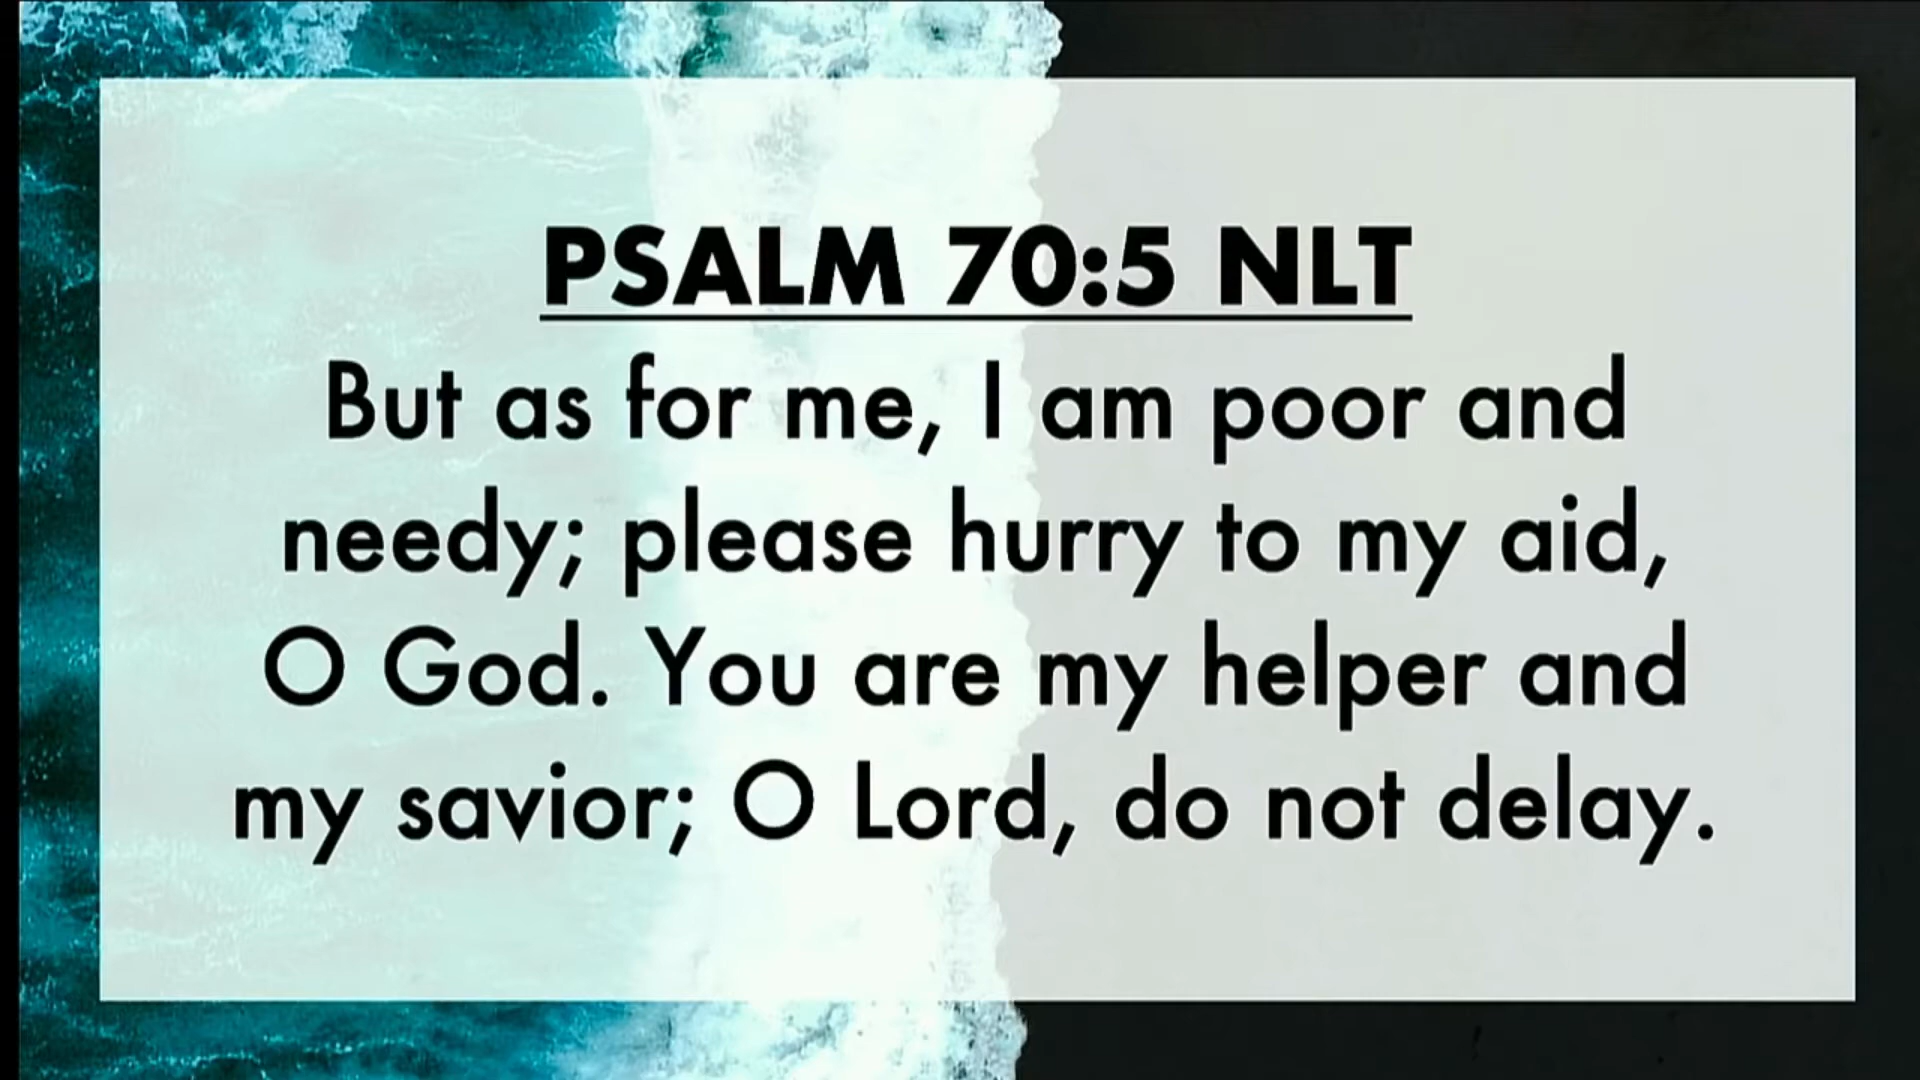 PSALM 70:5 NLT
But as for me, I am poor and
needy; please hurry to my aid,
O God. You are my helper and
my savior; O Lord, do not delay.